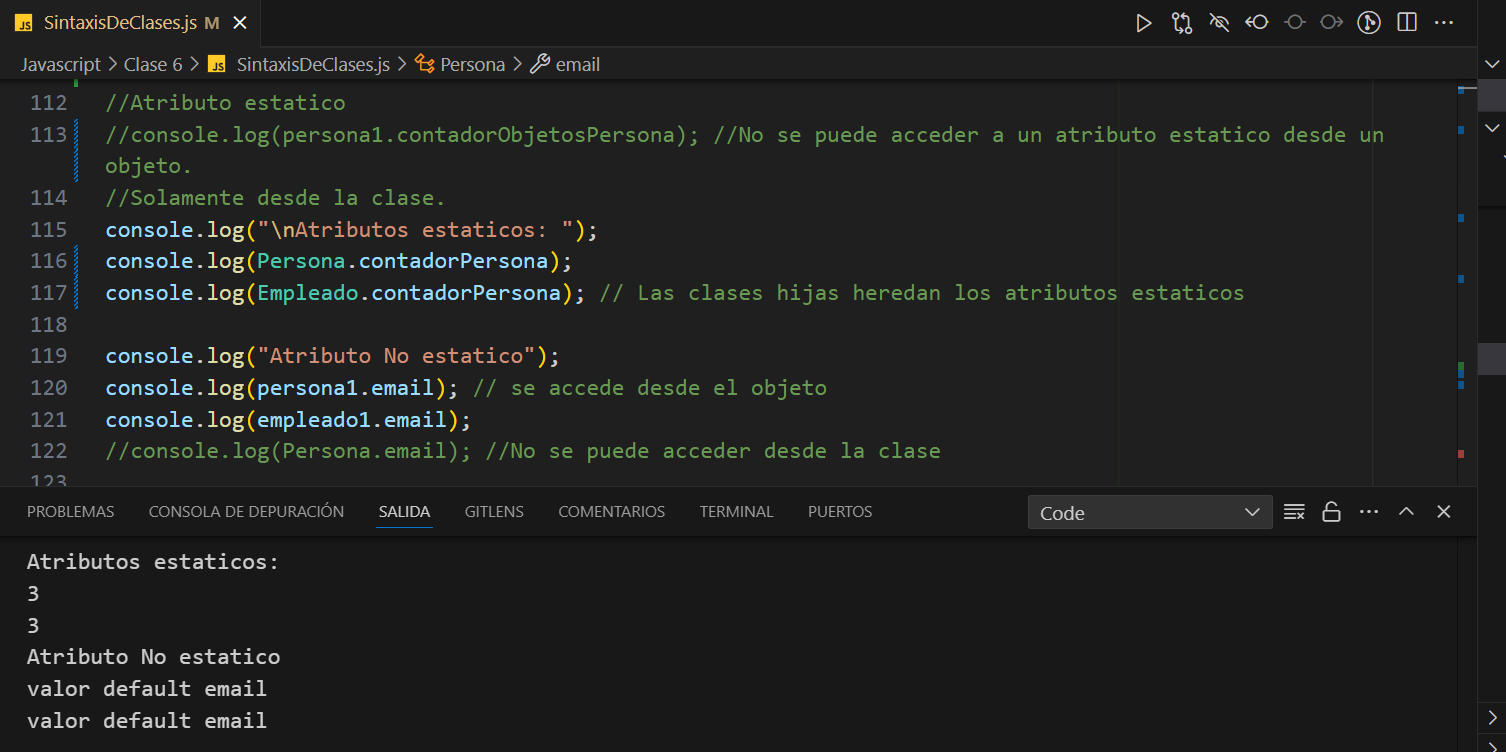 JS SintaxisDeClases.js M
Javascript > Clase 6 > JS SintaxisDeClases.js > Persona > email
112 //Atributo estatico
113 //console.log(persona1.contadorObjetosPersona); //No se puede acceder a un atributo estatico desde un
objeto.
114 //Solamente desde la clase.
115 console.log("\nAtributos estaticos: ");
116 console.log(Persona.contadorPersona);
117 console.log(Empleado.contadorPersona); // Las clases hijas heredan los atributos estaticos
118
119 console.log("Atributo No estatico");
120 console.log(persona1.email); // se accede desde el objeto
121 console.log(empleado1.email);
122 //console.log(Persona.email); //No se puede acceder desde la clase
123
PROBLEMAS CONSOLA DE DEPURACIÓN SALIDA GITLENS COMENTARIOS TERMINAL PUERTOS Code
Atributos estaticos:
3
3
Atributo No estatico
valor default email
valor default email